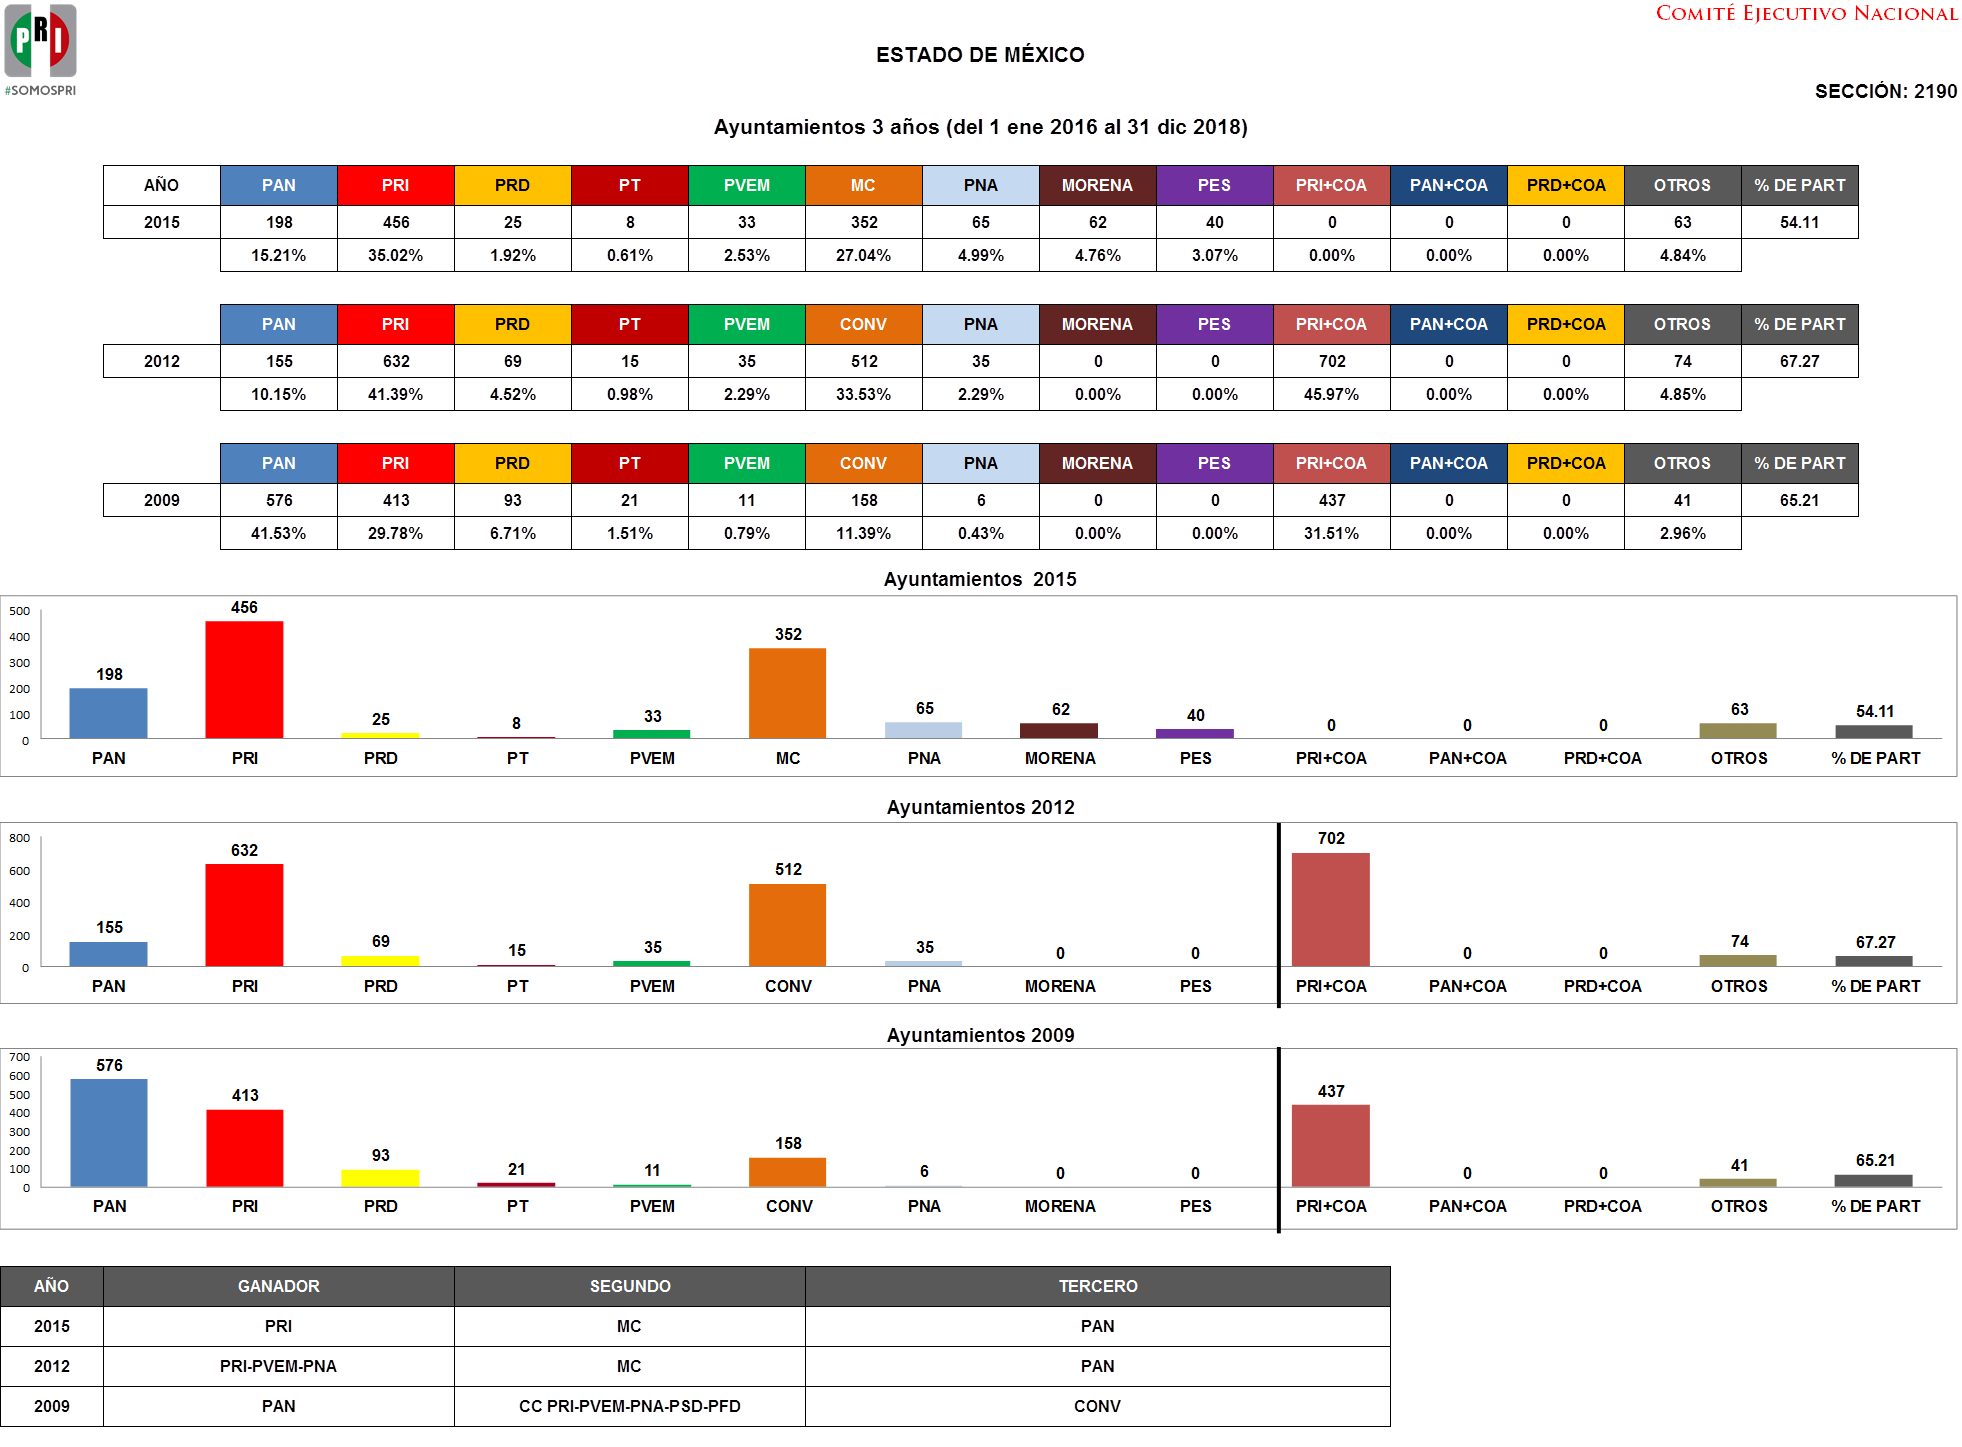 PRI
#SOMOSPRI
COMITÉ EJECUTIVO NACIONAL
ESTADO DE MÉXICO
SECCIÓN: 2190
Ayuntamientos 3 años (del 1 ene 2016 al 31 dic 2018)
AÑO PAN PRI PRD PT PVEM MC PNA MORENA PES PRI+COA PAN+COA PRD+COA OTROS % DE PART
2015 198 456 25 8 33 352 65 62 40 0 0 0 63 54.11
15.21% 35.02% 1.92% 0.61% 2.53% 27.04% 4.99% 4.76% 3.07% 0.00% 0.00% 0.00% 4.84%
PAN PRI PRD PT PVEM CONV PNA MORENA PES PRI+COA PAN+COA PRD+COA OTROS % DE PART
2012 155 632 69 15 35 512 35 0 0 702 0 0 74 67.27
10.15% 41.39% 4.52% 0.98% 2.29% 33.53% 2.29% 0.00% 0.00% 45.97% 0.00% 0.00% 4.85%
PAN PRI PRD PT PVEM CONV PNA MORENA PES PRI+COA PAN+COA PRD+COA OTROS % DE PART
2009 576 413 93 21 11 158 6 0 0 437 0 0 41 65.21
41.53% 29.78% 6.71% 1.51% 0.79% 11.39% 0.43% 0.00% 0.00% 31.51% 0.00% 0.00% 2.96%
Ayuntamientos 2015
500
400
300
200
100
0
198 456 25 8 33 352 65 62 40 0 0 0 63 54.11
PAN PRI PRD PT PVEM MC PNA MORENA PES PRI+COA PAN+COA PRD+COA OTROS % DE PART
Ayuntamientos 2012
800
600
400
200
0
155 632 69 15 35 512 35 0 0 702 0 0 74 67.27
PAN PRI PRD PT PVEM CONV PNA MORENA PES PRI+COA PAN+COA PRD+COA OTROS % DE PART
Ayuntamientos 2009
700
600
500
400
300
200
100
0
576 413 93 21 11 158 6 0 0 437 0 0 41 65.21
PAN PRI PRD PT PVEM CONV PNA MORENA PES PRI+COA PAN+COA PRD+COA OTROS % DE PART
AÑO GANADOR SEGUNDO TERCERO
2015 PRI MC PAN
2012 PRI-PVEM-PNA MC PAN
2009 PAN CC PRI-PVEM-PNA-PSD-PFD CONV